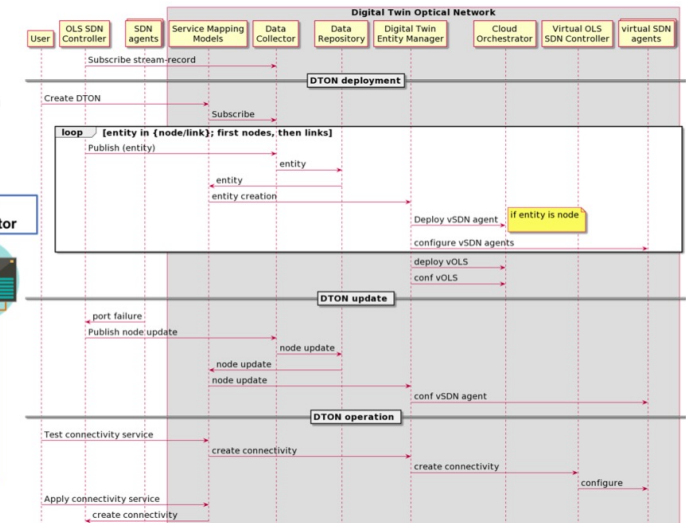 Digital Twin Optical Network
User
OLS SDN
Controller
SDN
agents
Service Mapping
Models
Data
Collector
Data
Repository
Digital Twin
Entity Manager
Cloud
Orchestrator
Virtual OLS
SDN Controller
virtual SDN
agents
Subscribe stream-record
DTON deployment
Create DTON
Subscribe
loop [entity in {node/link}; first nodes, then links]
Publish (entity)
entity
entity
entity creation
Deploy vSDN agent
if entity is node
tor
configure vSDN agents
deploy vOLS
conf vOLS
DTON update
port failure
Publish node update
node update
node update
node update
conf vSDN agent
DTON operation
Test connectivity service
create connectivity
create connectivity
configure
Apply connectivity service
create connectivity